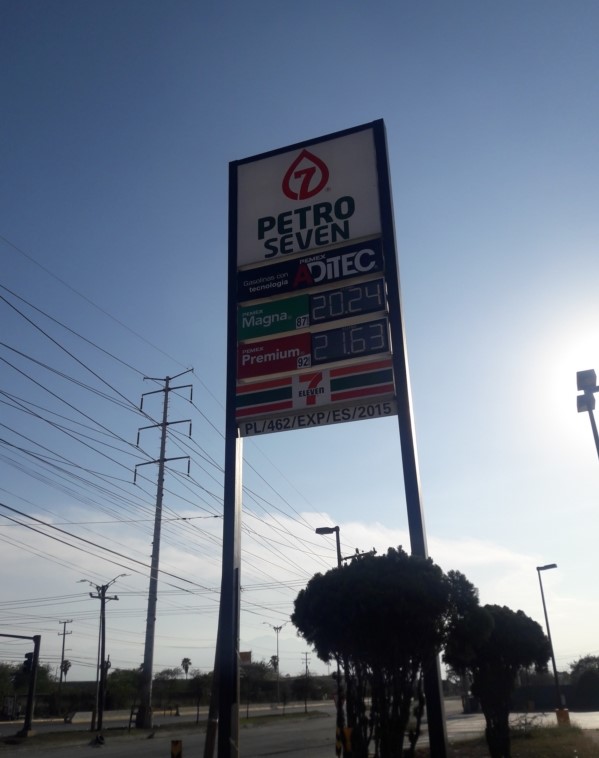 7
PETRO
SEVEN
Gasolinas con
tecnología
PEMEX
ADITEC
PEMEX
Magna 87
20.24
PEMEX
Premium 92
21.63
7
ELEVEN
PL/462/EXP/ES/2015